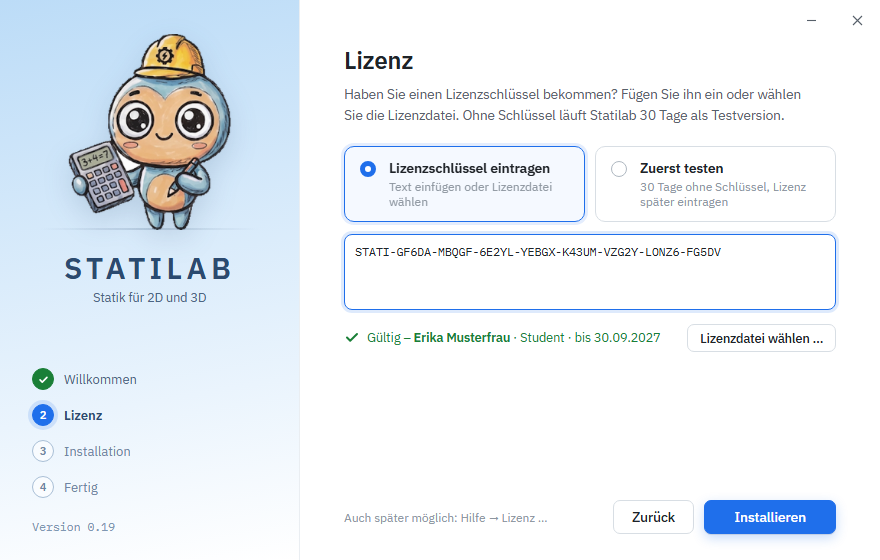 3+4=7
STATILAB
Statik für 2D und 3D
Willkommen
2 Lizenz
3 Installation
4 Fertig
Version 0.19
Lizenz
Haben Sie einen Lizenzschlüssel bekommen? Fügen Sie ihn ein oder wählen
Sie die Lizenzdatei. Ohne Schlüssel läuft Statilab 30 Tage als Testversion.
Lizenzschlüssel eintragen
Text einfügen oder Lizenzdatei
wählen
Zuerst testen
30 Tage ohne Schlüssel, Lizenz
später eintragen
STATI-GF6DA-MBQGF-6E2YL-YEBGX-K43UM-VZG2Y-LONZ6-FG5DV
Gültig – Erika Musterfrau · Student · bis 30.09.2027
Lizenzdatei wählen ...
Auch später möglich: Hilfe → Lizenz ...
Zurück
Installieren